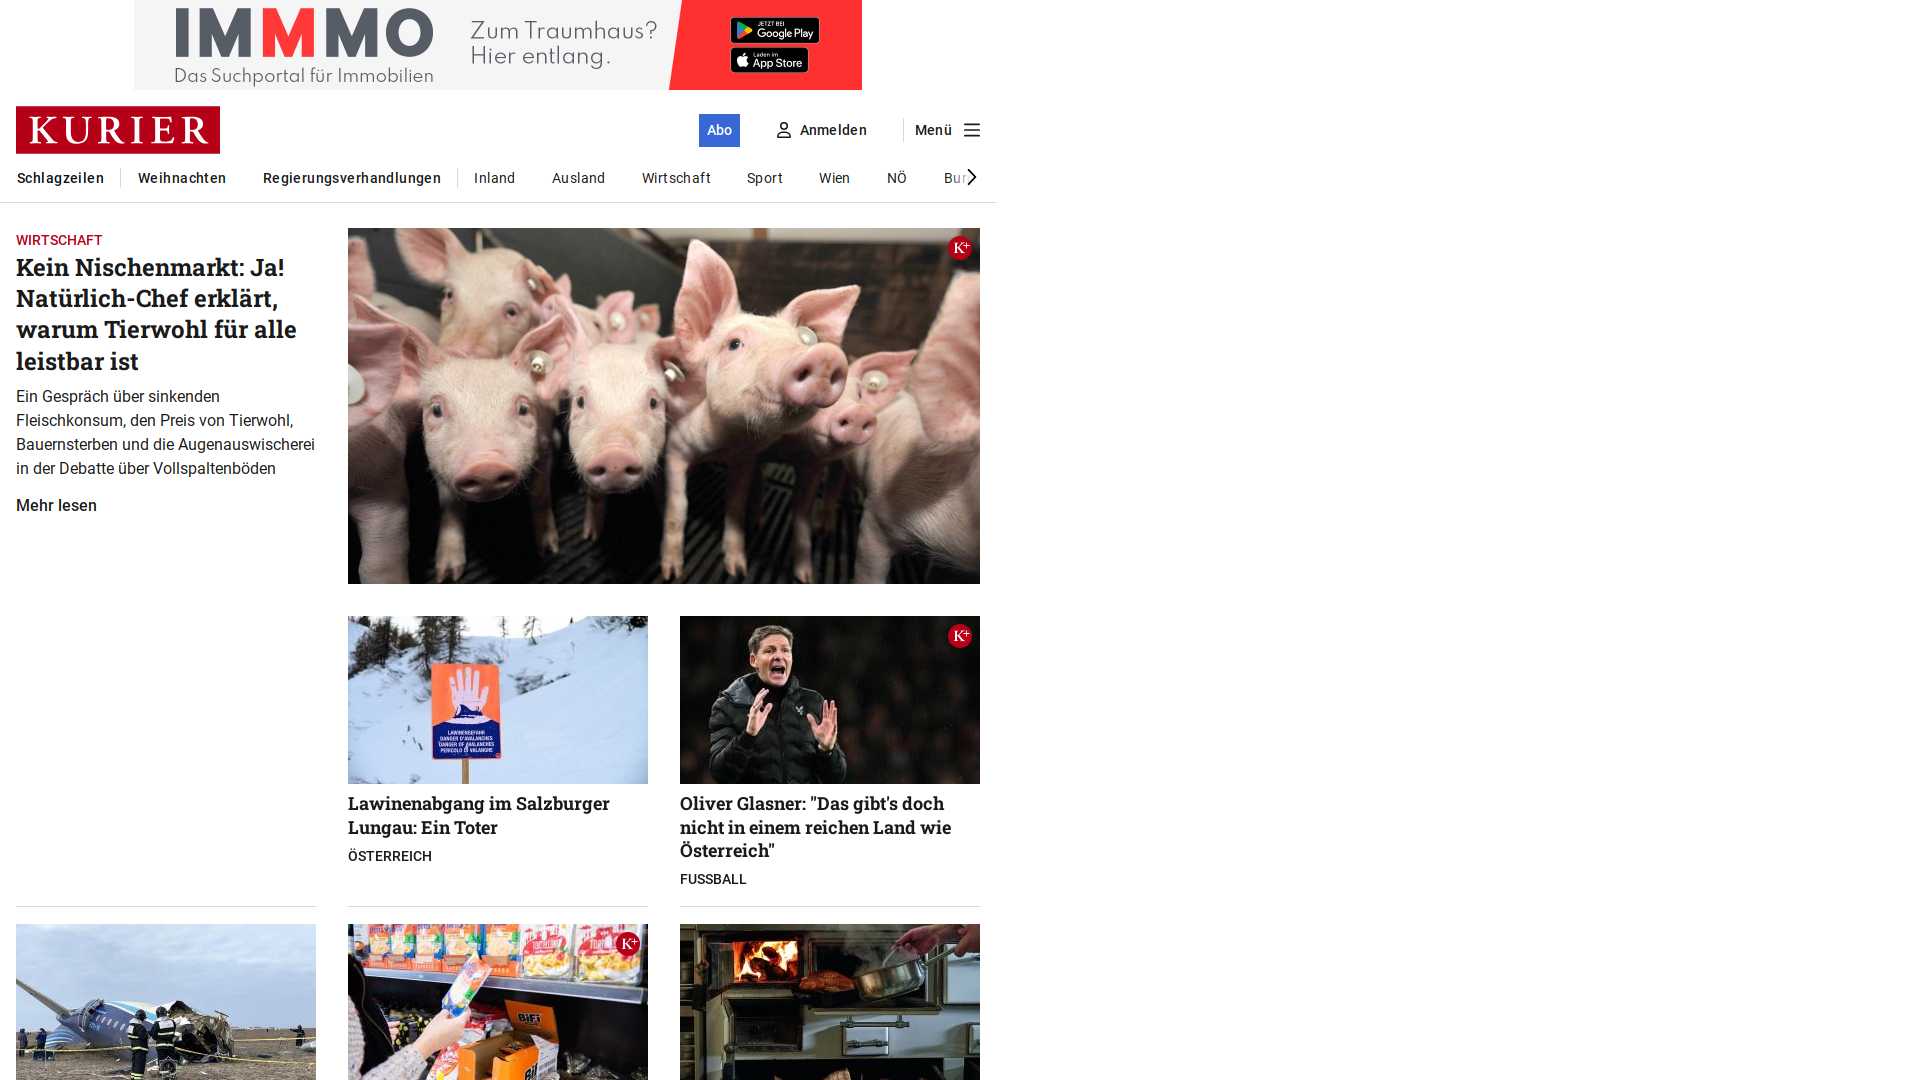 IMMMO
Das Suchportal für Immobilien
Zum Traumhaus?
Hier entlang.
JETZT BEI
Google Play
Laden im
App Store
KURIER
Abo
Anmelden
Menü
Schlagzeilen
Weihnachten
Regierungsverhandlungen
Inland
Ausland
Wirtschaft
Sport
Wien
NÖ
Bur
WIRTSCHAFT
Kein Nischenmarkt: Ja!
Natürlich-Chef erklärt,
warum Tierwohl für alle
leistbar ist
Ein Gespräch über sinkenden
Fleischkonsum, den Preis von Tierwohl,
Bauernsterben und die Augenauswischerei
in der Debatte über Vollspaltenböden
Mehr lesen
K+
LAWINENGEFAHR
DANGER D'AVALANCHES
DANGER OF AVALANCHES
PERICOLO DI VALANGHE
K+
Lawinenabgang im Salzburger
Lungau: Ein Toter
ÖSTERREICH
Oliver Glasner: "Das gibt's doch
nicht in einem reichen Land wie
Österreich"
FUSSBALL
K+
BiFi